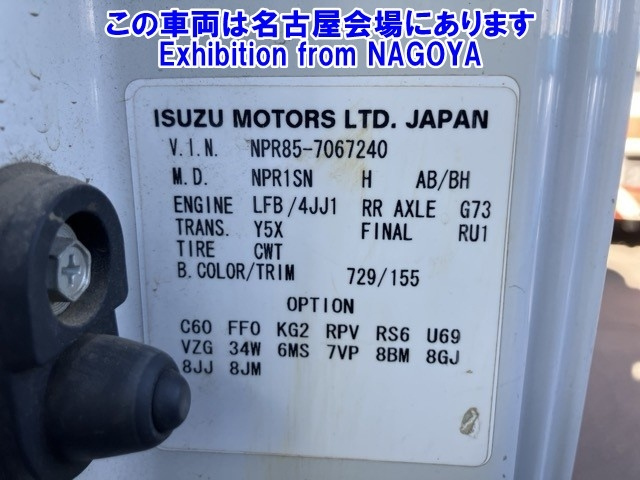 この車両は名古屋会場にあります
Exhibition from NAGOYA
ISUZU MOTORS LTD. JAPAN
V.I.N. NPR85-7067240
M.D. NPR1SN H AB/BH
ENGINE LFB/4JJ1 RR AXLE G73
TRANS. Y5X FINAL RU1
TIRE CWT
B.COLOR/TRIM 729/155
OPTION
C60 FF0 KG2 RPV RS6 U69
VZG 34W 6MS 7VP 8BM 8GJ
8JJ 8JM